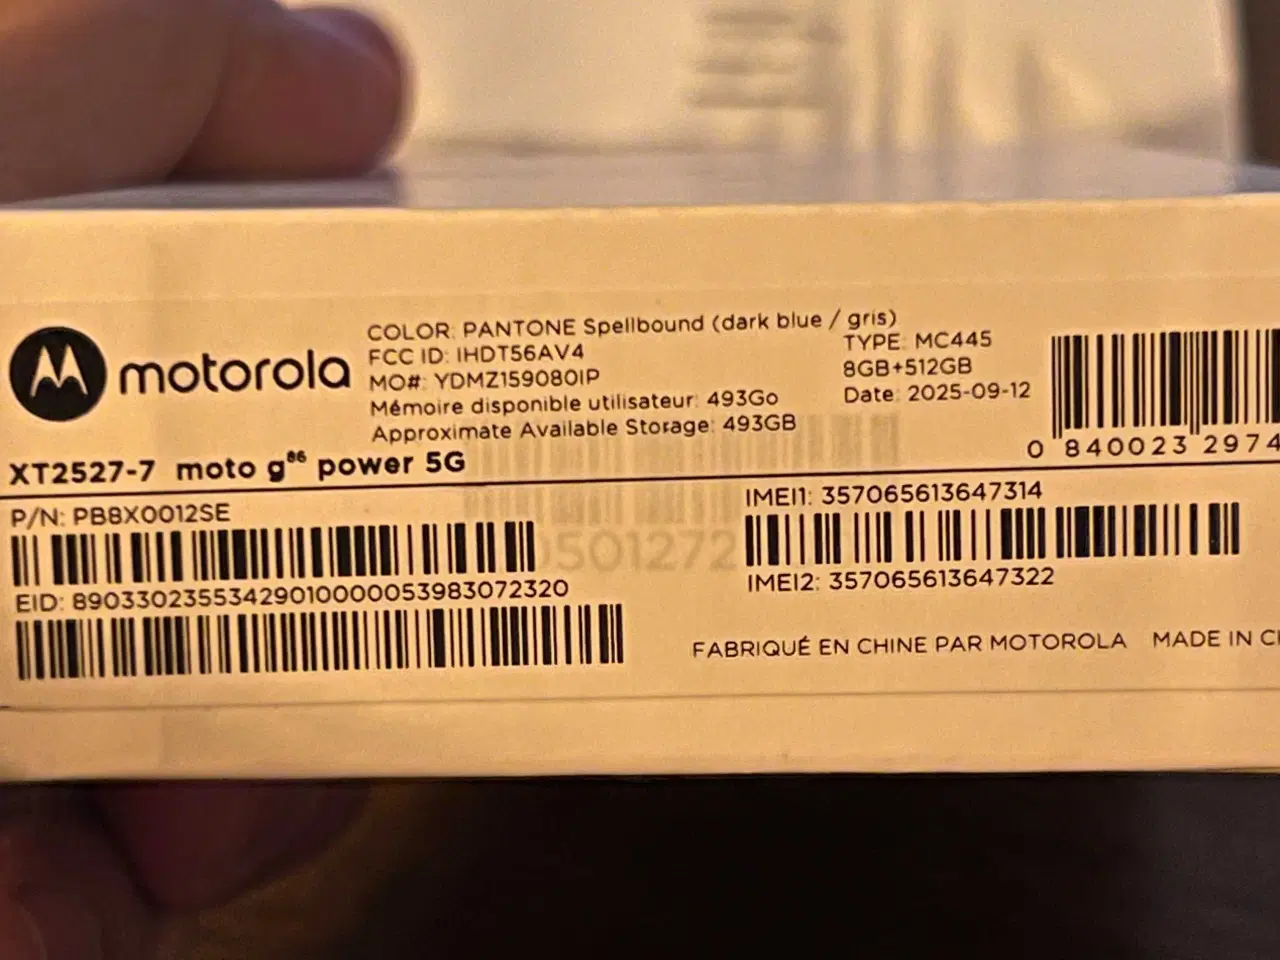 motorola
COLOR: PANTONE Spellbound (dark blue / gris)
FCC ID: IHDT56AV4
MO#: YDMZ159080IP
Mémoire disponible utilisateur: 493Go
Approximate Available Storage: 493GB
TYPE: MC445
8GB+512GB
Date: 2025-09-12
0 840023 2974
XT2527-7 moto g86 power 5G
P/N: PB8X0012SE
EID: 89033023553429010000053983072320
IMEI1: 357065613647314
IMEI2: 357065613647322
FABRIQUÉ EN CHINE PAR MOTOROLA MADE IN